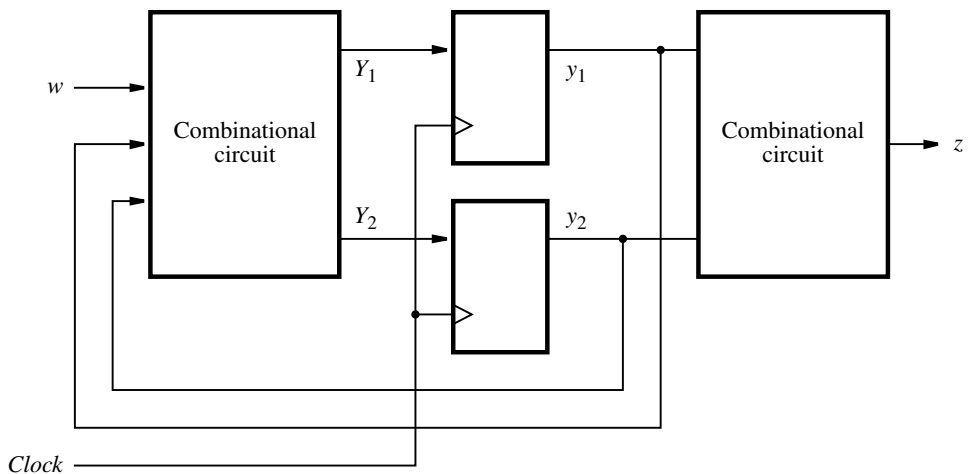 w
Combinational
circuit
Y1
Y2
y1
y2
Combinational
circuit
z
Clock